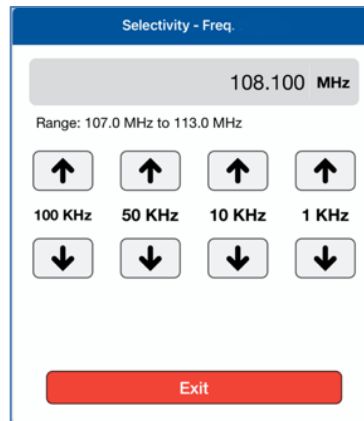 Selectivity - Freq.
108.100 MHz
Range: 107.0 MHz to 113.0 MHz
100 KHz 50 KHz 10 KHz 1 KHz
Exit